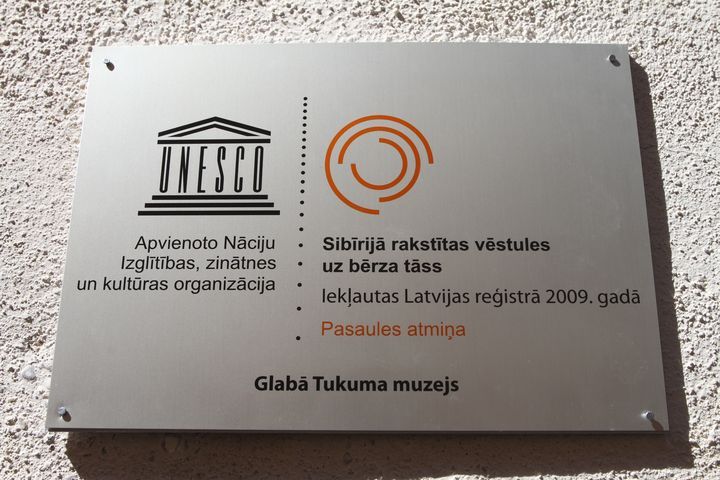 UNESCO
Apvienoto Nāciju
Izglītības, zinātnes
un kultūras organizācija
Sibīrijā rakstītas vēstules
uz bērza tāss
Iekļautas Latvijas reģistrā 2009. gadā
Pasaules atmiņa
Glabā Tukuma muzejs